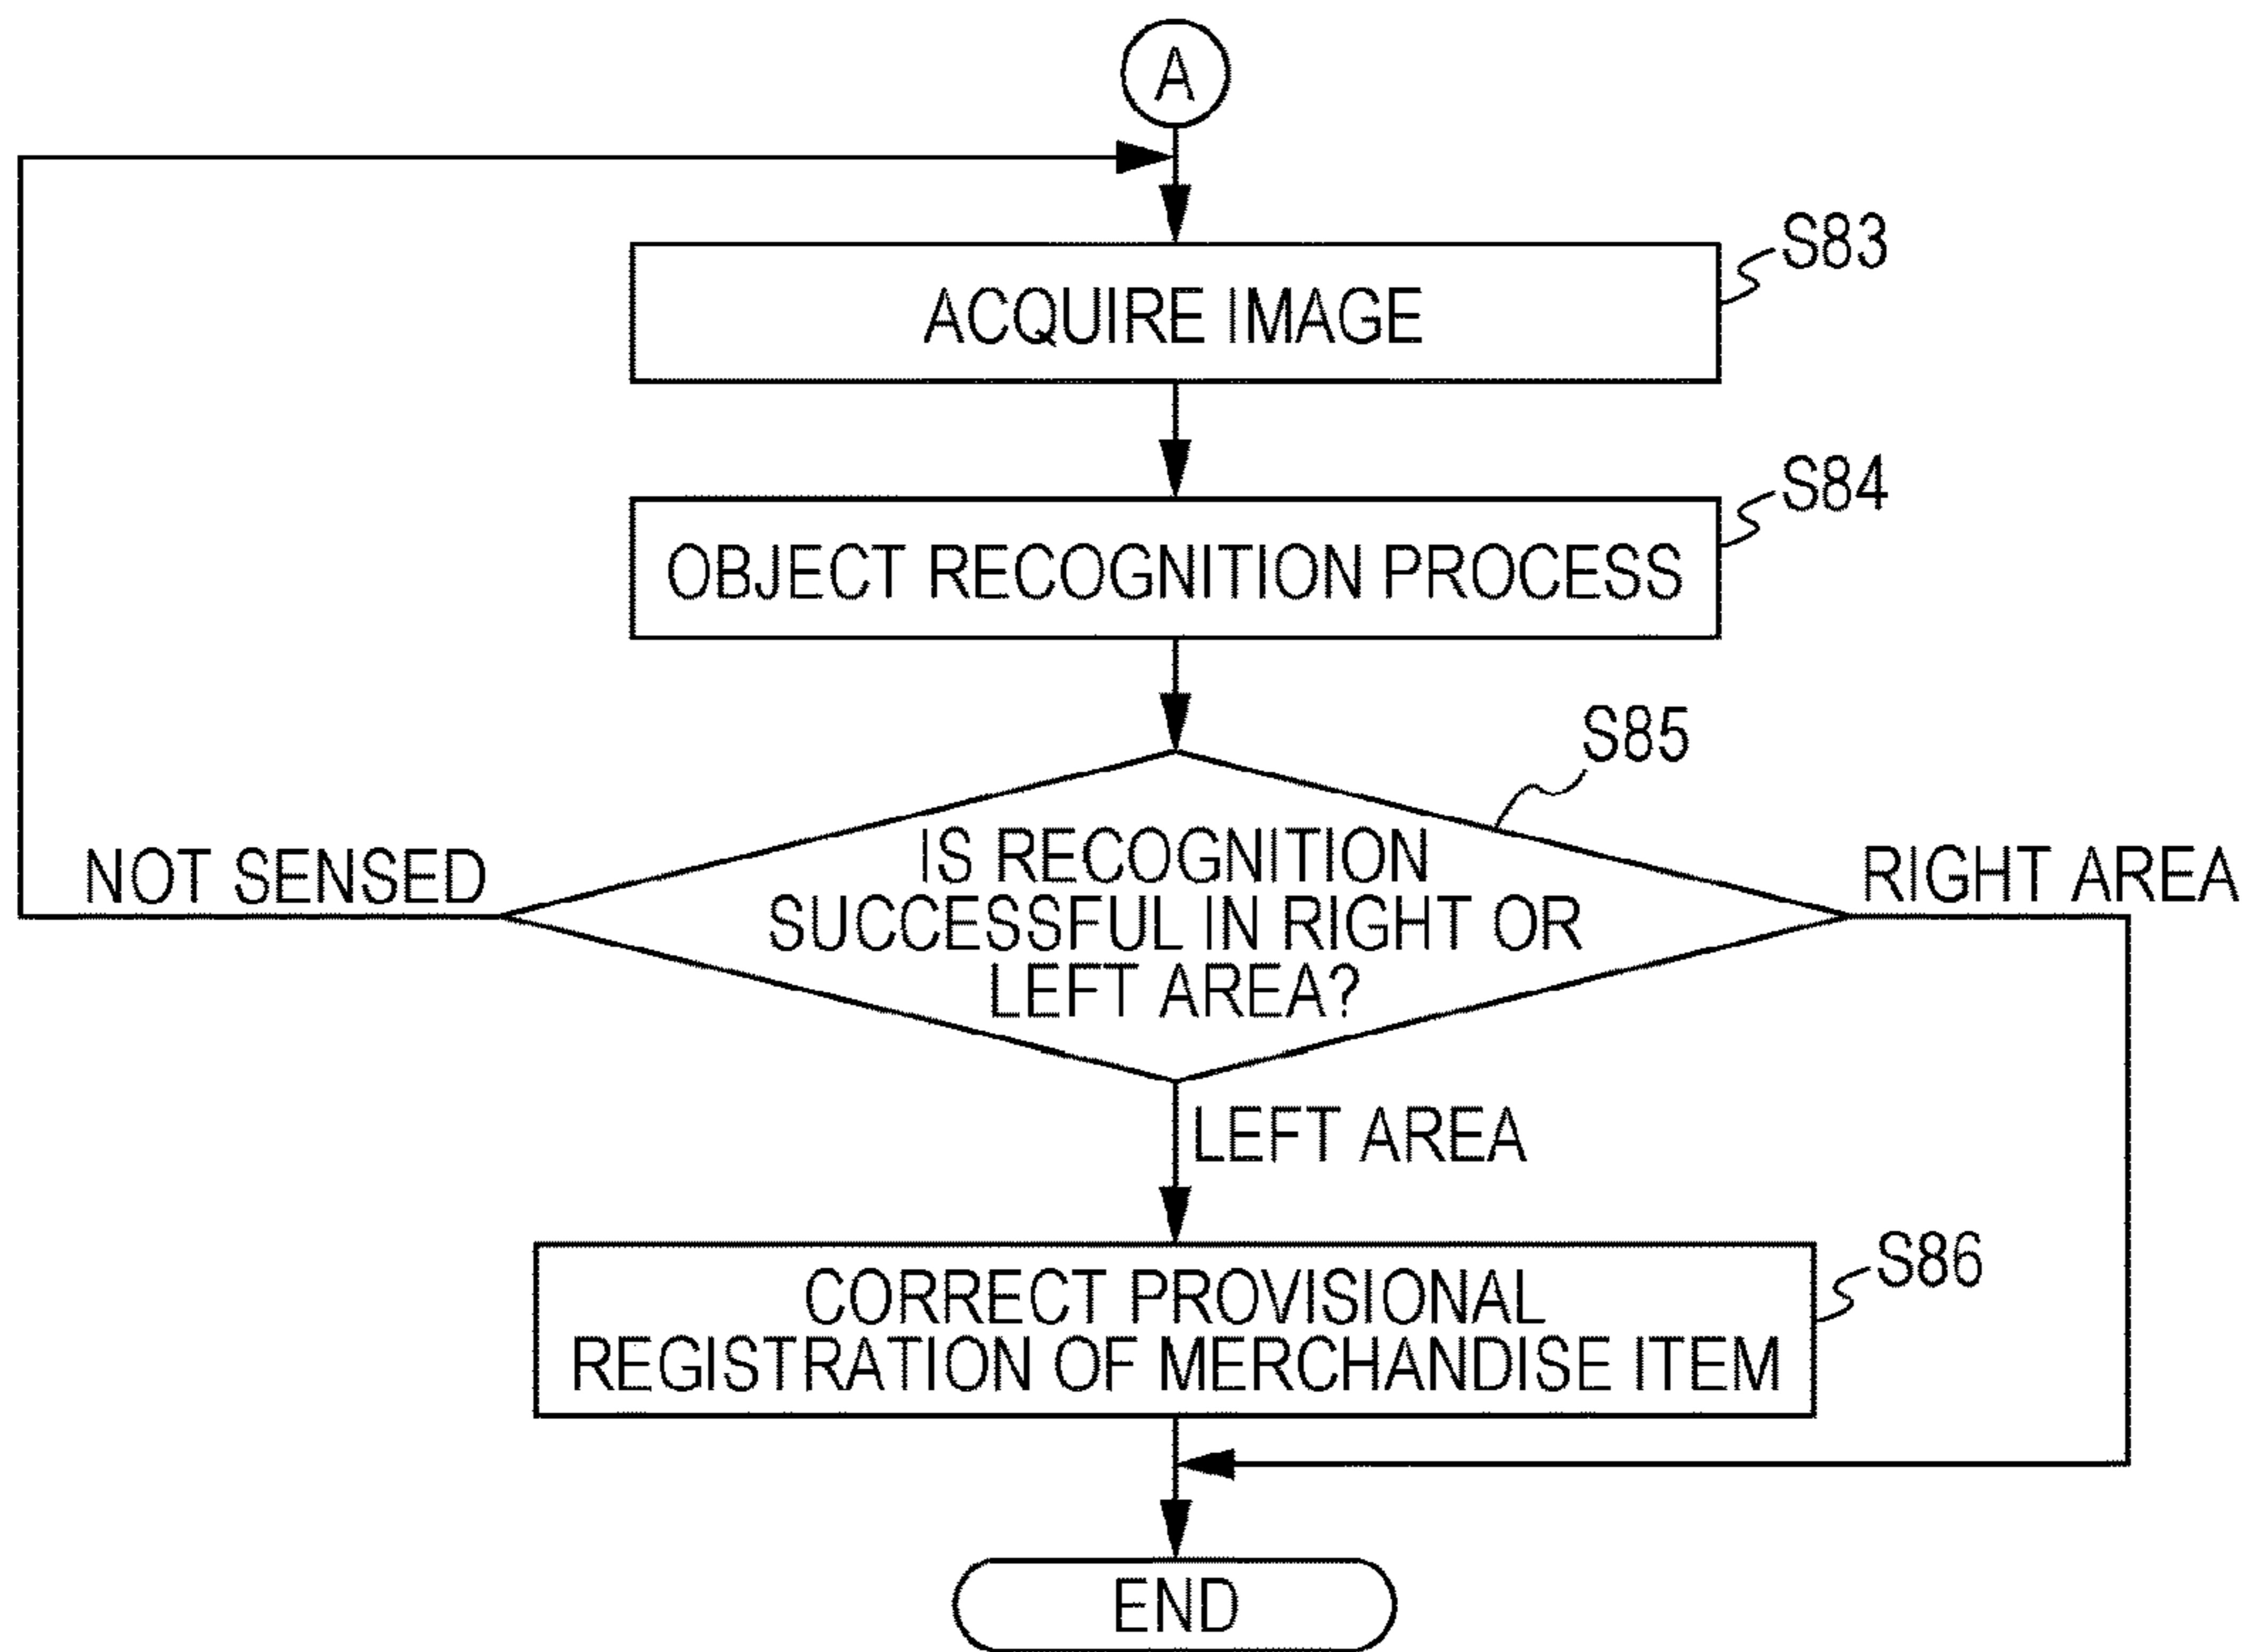 A
S83
ACQUIRE IMAGE
S84
OBJECT RECOGNITION PROCESS
S85
IS RECOGNITION
SUCCESSFUL IN RIGHT OR
LEFT AREA?
NOT SENSED
RIGHT AREA
LEFT AREA
S86
CORRECT PROVISIONAL
REGISTRATION OF MERCHANDISE ITEM
END